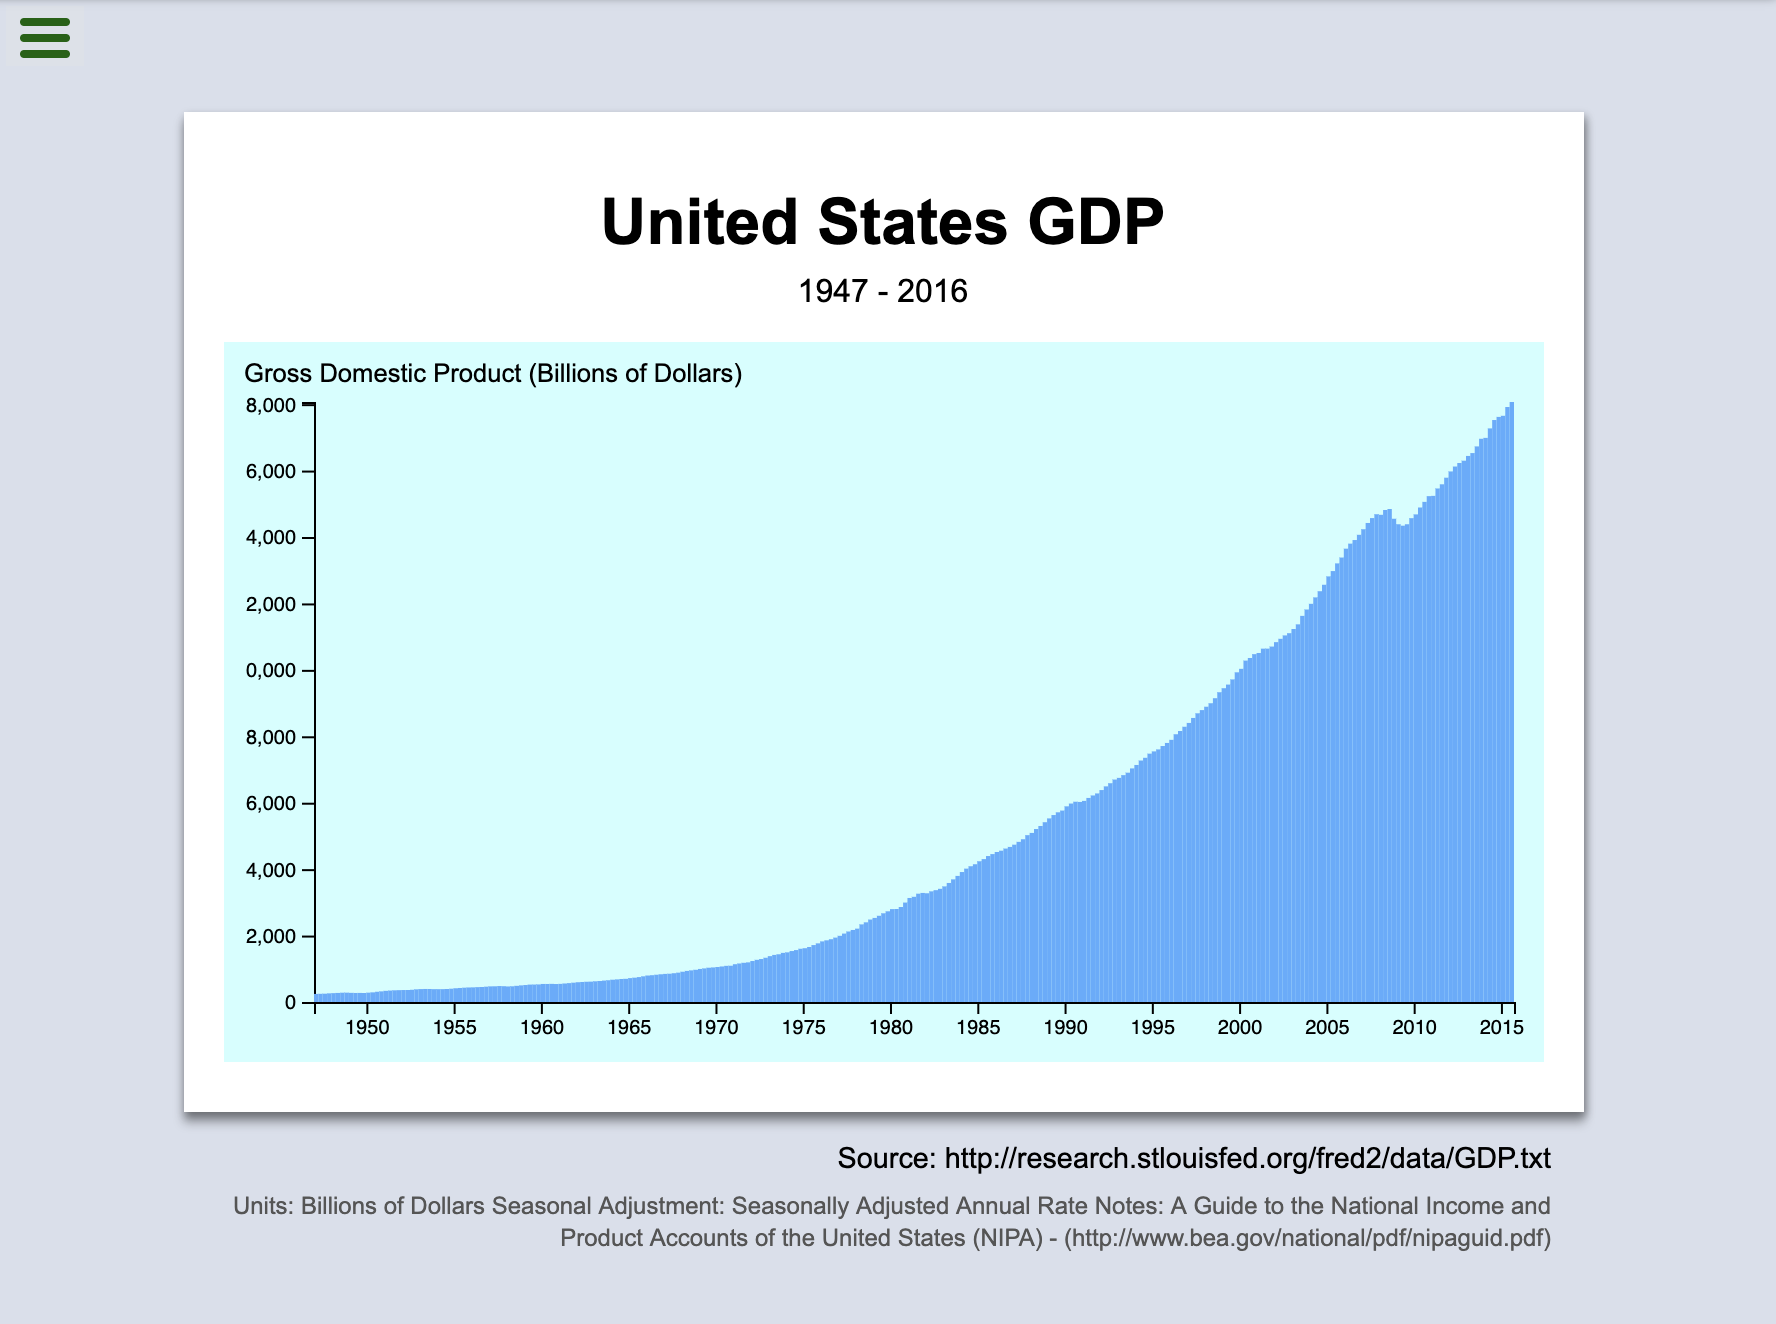 United States GDP
1947 - 2016
Gross Domestic Product (Billions of Dollars)
8,000
6,000
4,000
2,000
0,000
8,000
6,000
4,000
2,000
0
1950 1955 1960 1965 1970 1975 1980 1985 1990 1995 2000 2005 2010 2015
Source: http://research.stlouisfed.org/fred2/data/GDP.txt
Units: Billions of Dollars Seasonal Adjustment: Seasonally Adjusted Annual Rate Notes: A Guide to the National Income and
Product Accounts of the United States (NIPA) - (http://www.bea.gov/national/pdf/nipaguid.pdf)